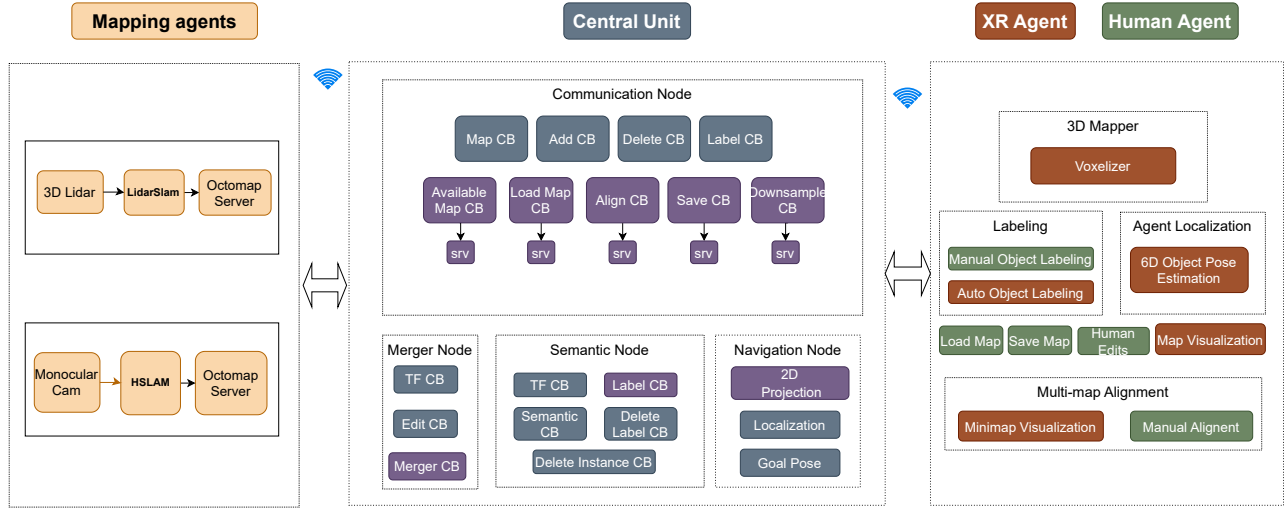 Mapping agents
Central Unit
XR Agent
Human Agent
3D Lidar
LidarSlam
Octomap
Server
Monocular
Cam
HSLAM
Octomap
Server
Communication Node
Map CB
Add CB
Delete CB
Label CB
Available
Map CB
Load Map
CB
Align CB
Save CB
Downsample
CB
srv
srv
srv
srv
srv
Merger Node
TF CB
Edit CB
Merger CB
Semantic Node
TF CB
Label CB
Semantic
CB
Delete
Label CB
Delete Instance CB
Navigation Node
2D
Projection
Localization
Goal Pose
3D Mapper
Voxelizer
Labeling
Manual Object Labeling
Auto Object Labeling
Agent Localization
6D Object Pose
Estimation
Load Map
Save Map
Human
Edits
Map Visualization
Multi-map Alignment
Minimap Visualization
Manual Alignent